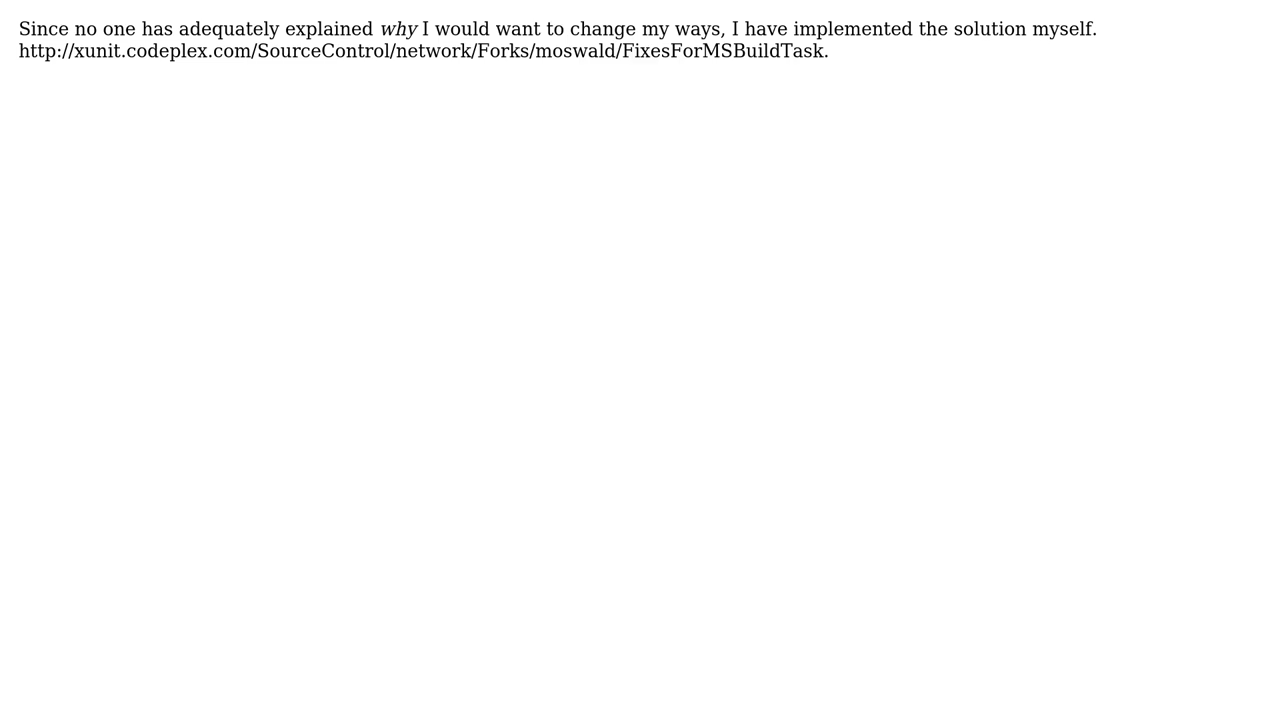 Since no one has adequately explained why I would want to change my ways, I have implemented the solution myself.
http://xunit.codeplex.com/SourceControl/network/Forks/moswald/FixesForMSBuildTask.